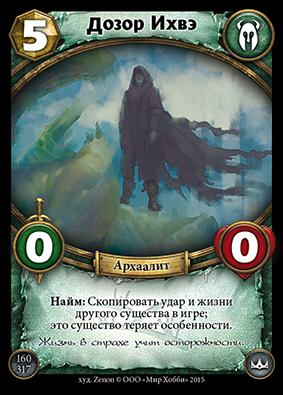 5
Дозор Ихвэ
0
0
Архаалит
Найм: Скопировать удар и жизни
другого существа в игре;
это существо теряет особенности.
Жизнь в страхе учит осторожности.
160
317
худ. Zenon © ООО «Мир Хобби» 2015